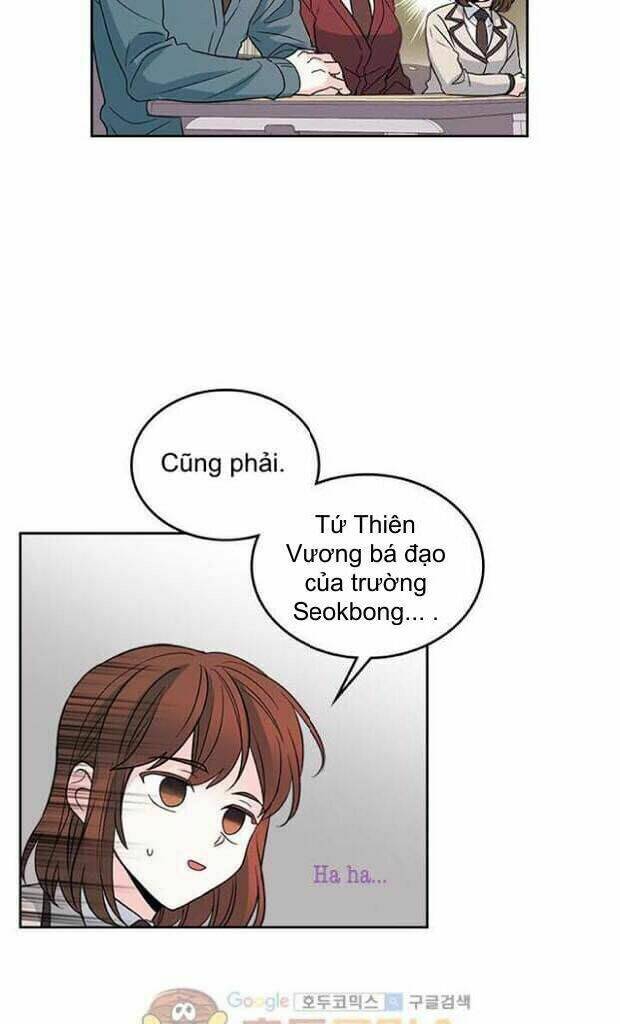 Cũng phải.
Tứ Thiên
Vương bá đạo
của trường
Seokbong... .
Ha ha...
Google 호두코믹스 구글검색